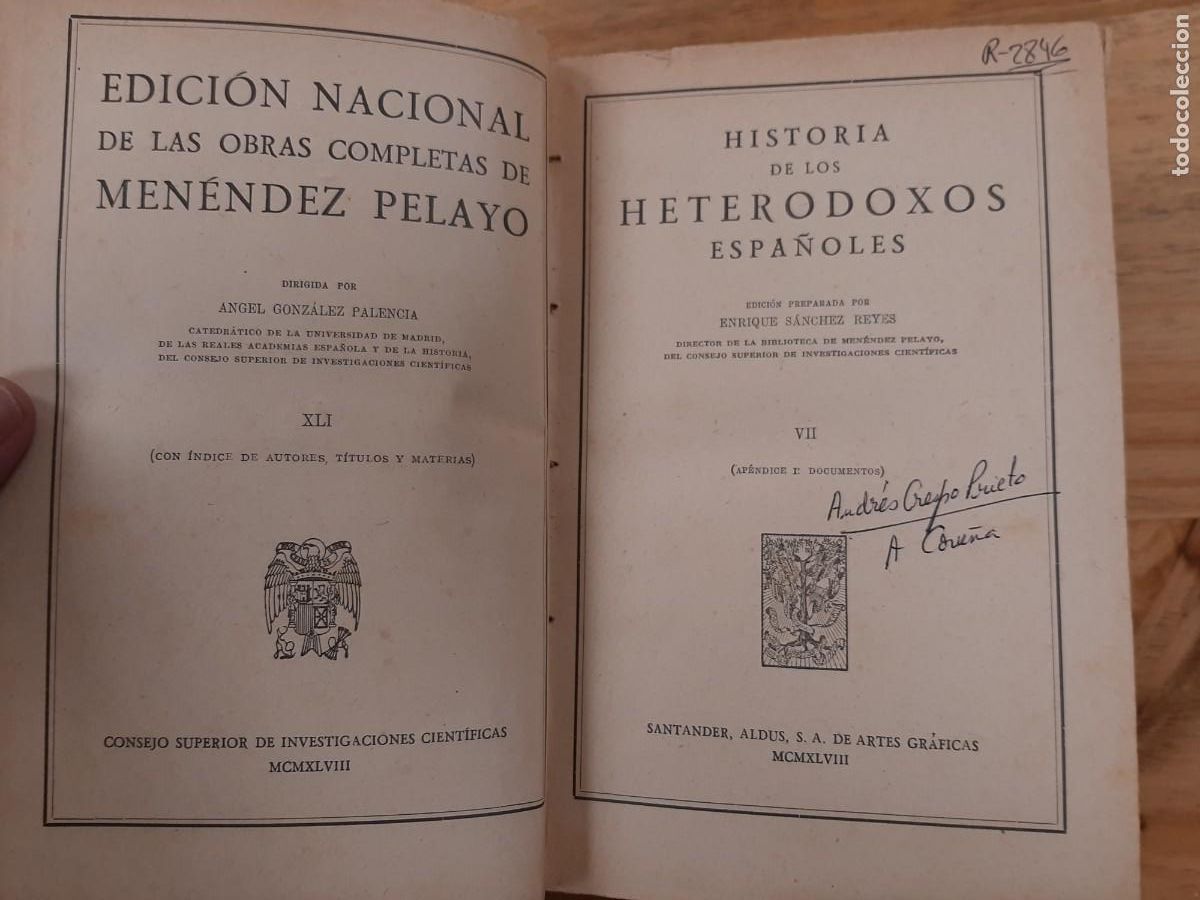 EDICIÓN NACIONAL
DE LAS OBRAS COMPLETAS DE
MENÉNDEZ PELAYO
DIRIGIDA POR
ANGEL GONZÁLEZ PALENCIA
CATEDRÁTICO DE LA UNIVERSIDAD DE MADRID,
DE LAS REALES ACADEMIAS ESPAÑOLA Y DE LA HISTORIA,
DEL CONSEJO SUPERIOR DE INVESTIGACIONES CIENTÍFICAS
XLI
(CON ÍNDICE DE AUTORES, TÍTULOS Y MATERIAS)
CONSEJO SUPERIOR DE INVESTIGACIONES CIENTÍFICAS
MCMXLVIII
R-2846
HISTORIA
DE LOS
HETERODOXOS
ESPAÑOLES
EDICIÓN PREPARADA POR
ENRIQUE SÁNCHEZ REYES
DIRECTOR DE LA BIBLIOTECA DE MENÉNDEZ PELAYO,
DEL CONSEJO SUPERIOR DE INVESTIGACIONES CIENTÍFICAS
VII
(APÉNDICE I: DOCUMENTOS)
Andrés Crespo Prieto
A Coruña
SANTANDER, ALDUS, S. A. DE ARTES GRÁFICAS
MCMXLVIII
todocoleccion